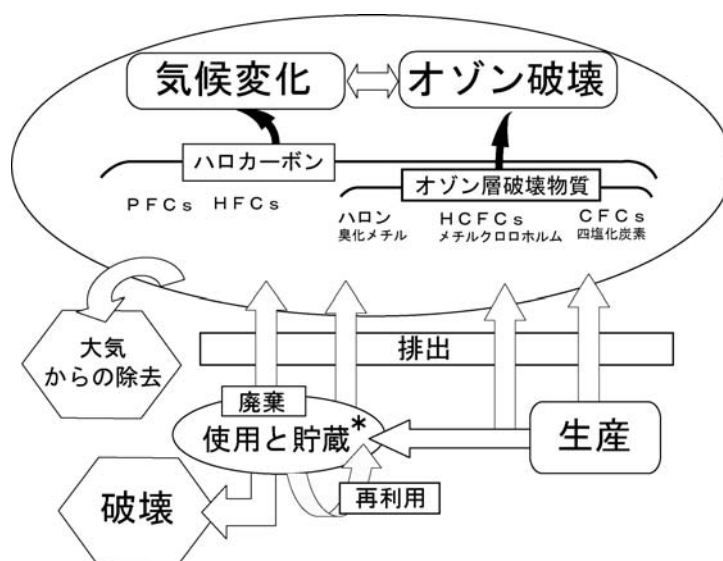 気候変化
オゾン破壊
ハロカーボン
オゾン層破壊物質
ＰＦＣｓ
ＨＦＣｓ
ハロン
臭化メチル
ＨＣＦＣｓ
メチルクロロホルム
ＣＦＣｓ
四塩化炭素
大気
からの除去
排出
廃棄
使用と貯蔵*
生産
再利用
破壊